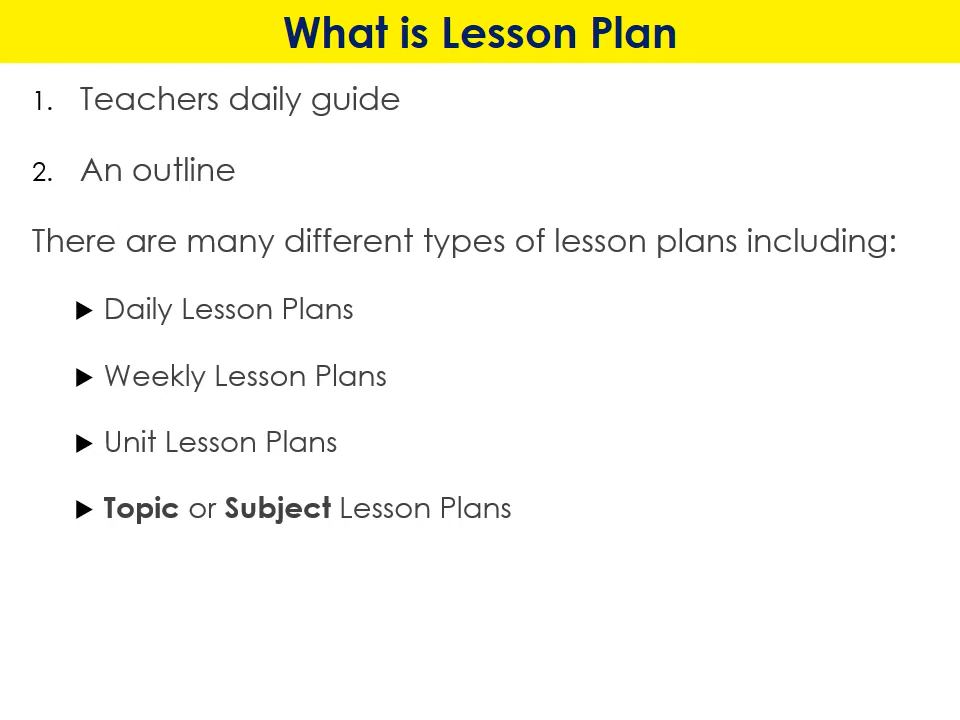 What is Lesson Plan
1. Teachers daily guide
2. An outline
There are many different types of lesson plans including:
▶ Daily Lesson Plans
▶ Weekly Lesson Plans
▶ Unit Lesson Plans
▶ Topic or Subject Lesson Plans